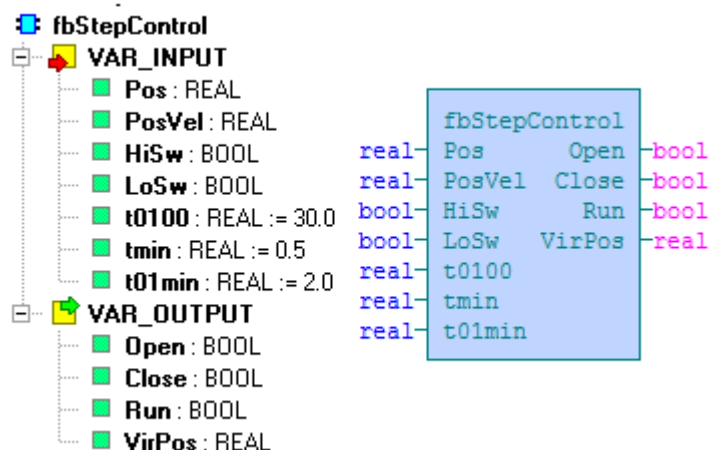 fbStepControl
VAR_INPUT
Pos : REAL
PosVel : REAL
HiSw : BOOL
LoSw : BOOL
t0100 : REAL := 30.0
tmin : REAL := 0.5
t01min : REAL := 2.0
VAR_OUTPUT
Open : BOOL
Close : BOOL
Run : BOOL
VirPos : REAL
fbStepControl
real Pos Open bool
real PosVel Close bool
bool HiSw Run bool
bool LoSw VirPos real
real t0100
real tmin
real t01min